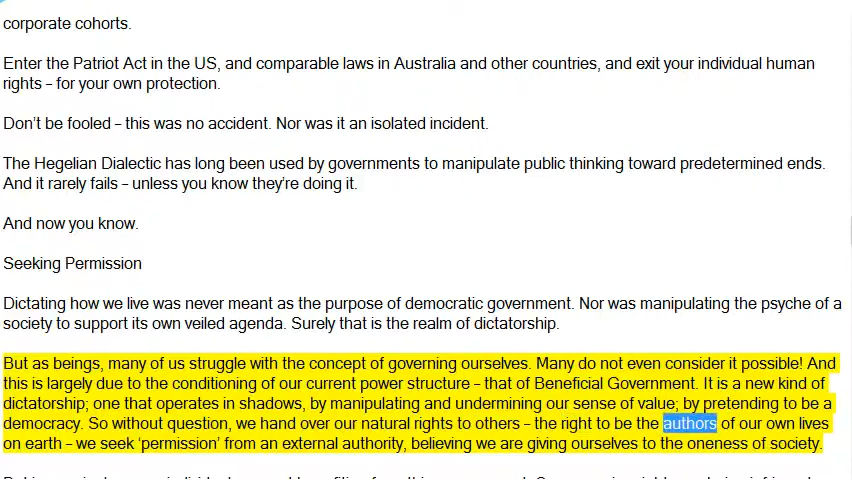 corporate cohorts.
Enter the Patriot Act in the US, and comparable laws in Australia and other countries, and exit your individual human
rights – for your own protection.
Don’t be fooled – this was no accident. Nor was it an isolated incident.
The Hegelian Dialectic has long been used by governments to manipulate public thinking toward predetermined ends.
And it rarely fails – unless you know they’re doing it.
And now you know.
Seeking Permission
Dictating how we live was never meant as the purpose of democratic government. Nor was manipulating the psyche of a
society to support its own veiled agenda. Surely that is the realm of dictatorship.
But as beings, many of us struggle with the concept of governing ourselves. Many do not even consider it possible! And
this is largely due to the conditioning of our current power structure – that of Beneficial Government. It is a new kind of
dictatorship; one that operates in shadows, by manipulating and undermining our sense of value; by pretending to be a
democracy. So without question, we hand over our natural rights to others – the right to be the authors of our own lives
on earth – we seek ‘permission’ from an external authority, believing we are giving ourselves to the oneness of society.